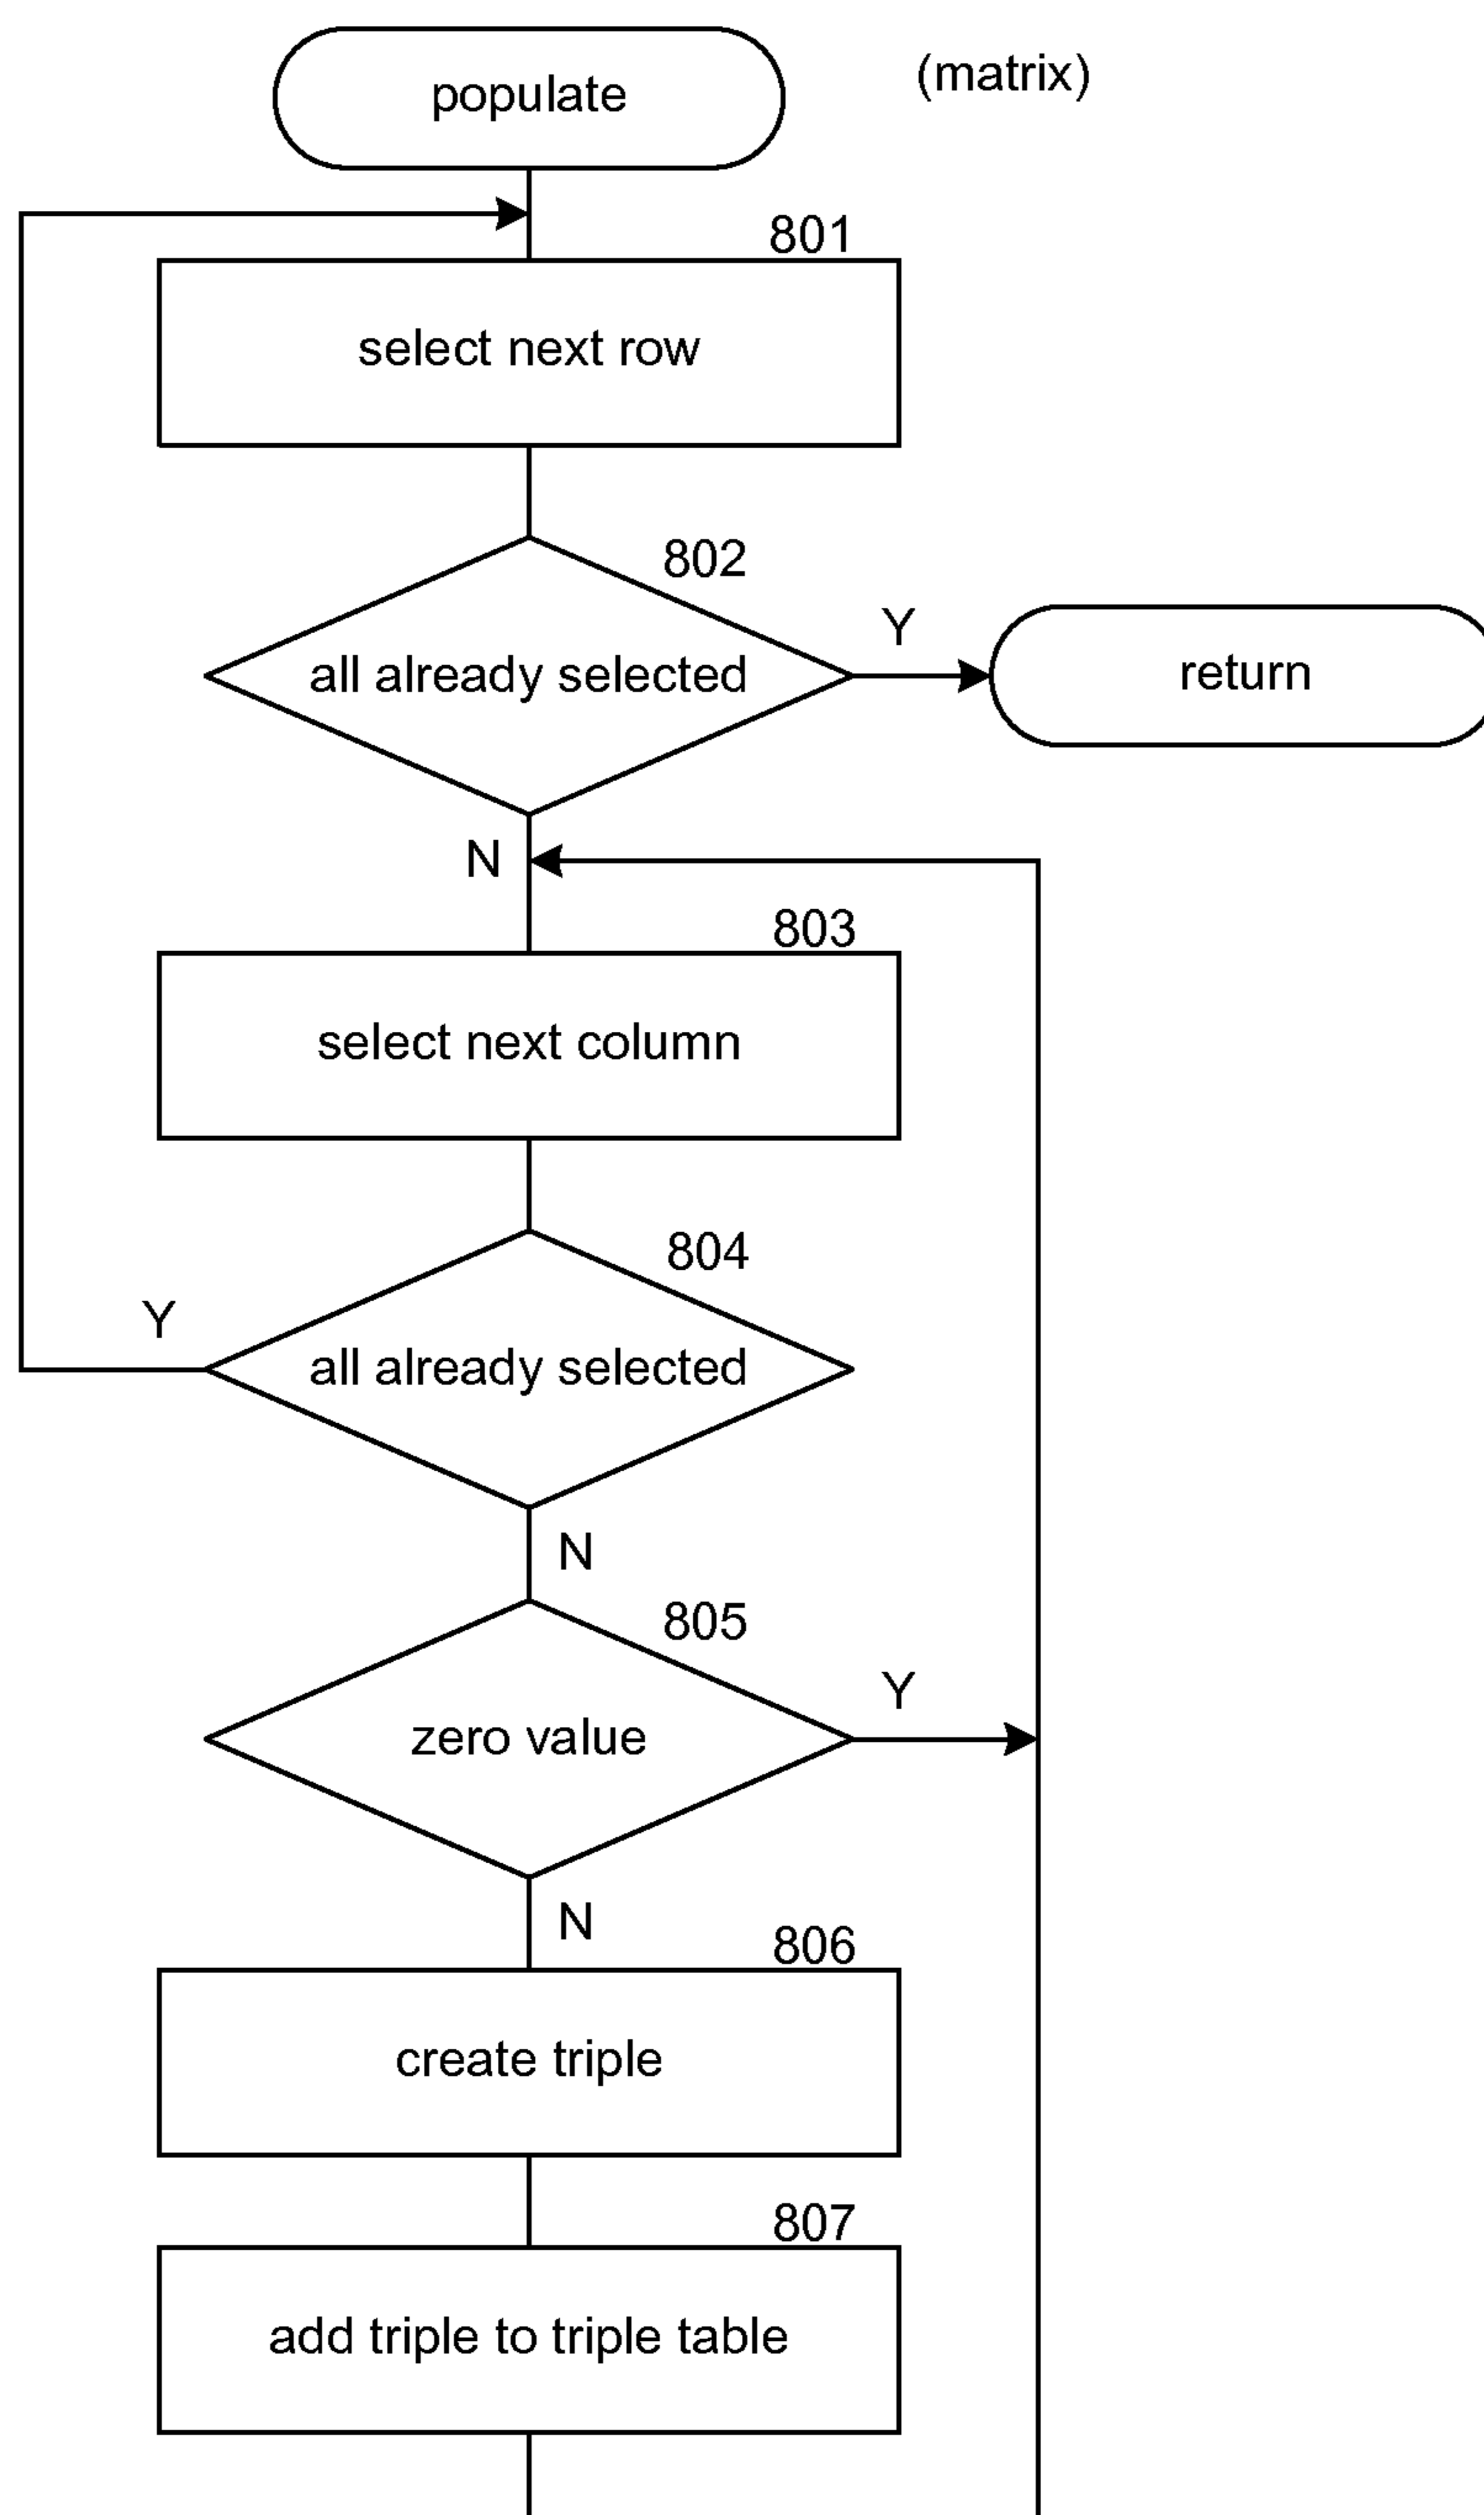 populate
(matrix)
801
select next row
802
all already selected
Y
return
N
803
select next column
804
Y
all already selected
N
805
Y
zero value
N
806
create triple
807
add triple to triple table